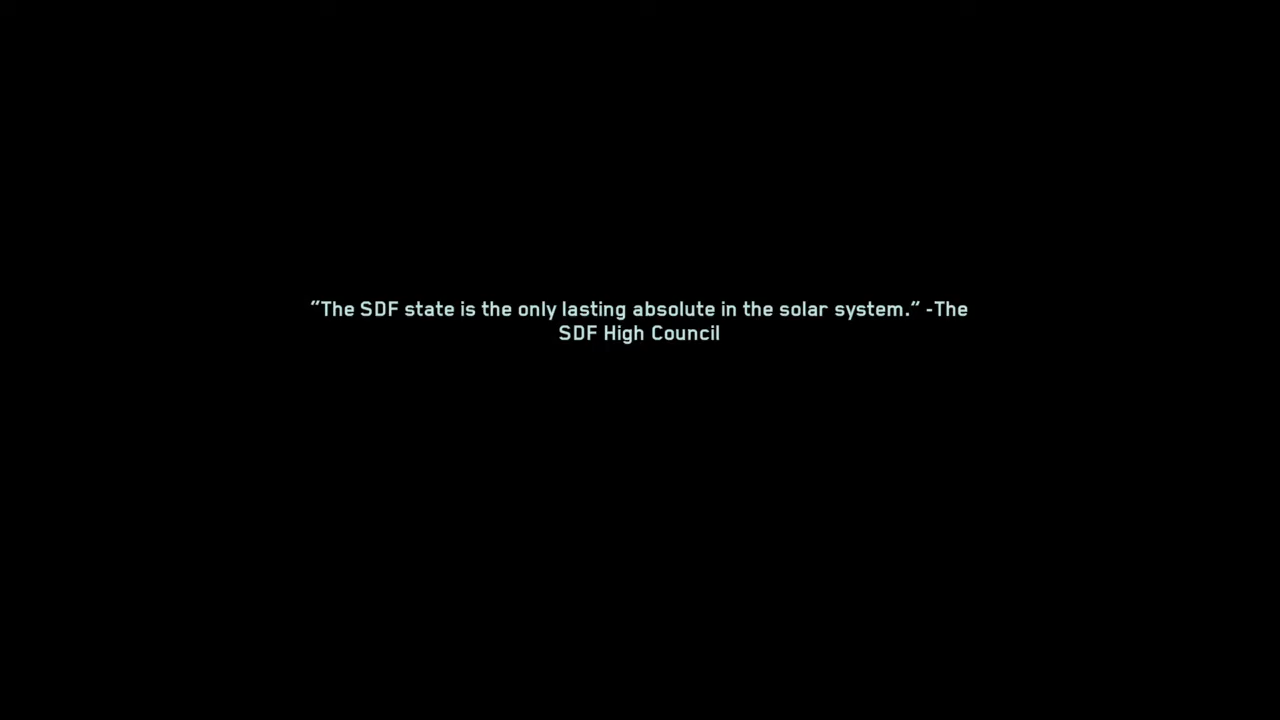 "The SDF state is the only lasting absolute in the solar system." -The
SDF High Council